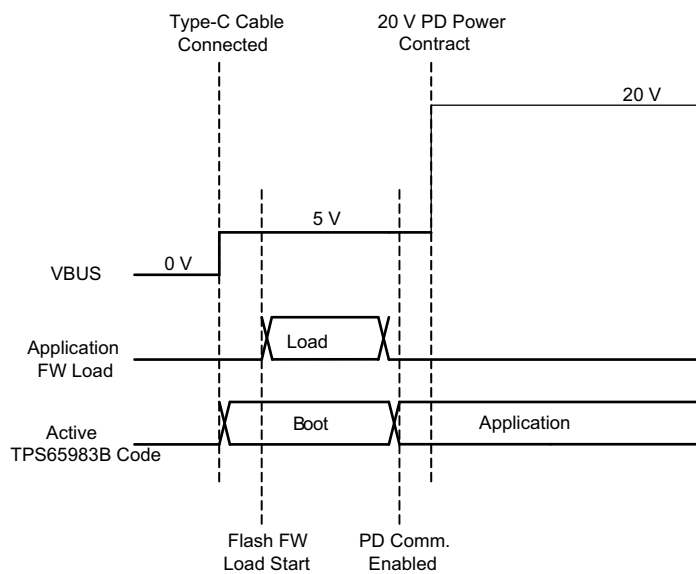 Type-C Cable
Connected
20 V PD Power
Contract
20 V
5 V
0 V
VBUS
Load
Application
FW Load
Boot
Application
Active
TPS65983B Code
Flash FW
Load Start
PD Comm.
Enabled